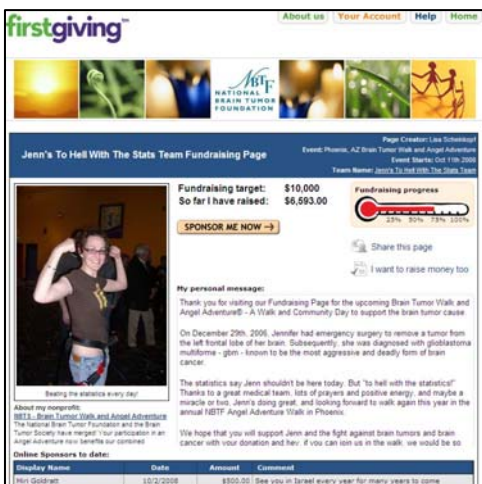 firstgiving™
About us
Your Account
Help
Home
NBTF
NATIONAL
BRAIN TUMOR
FOUNDATION
Jenn's To Hell With The Stats Team Fundraising Page
Page Creator: Lisa Scheinkopf
Event: Phoenix, AZ Brain Tumor Walk and Angel Adventure
Event Starts: Oct 11th 2008
Team Name: Jenn's To Hell With The Stats Team
Fundraising target: $10,000
So far I have raised: $6,593.00
SPONSOR ME NOW
Fundraising progress
25% 50% 75% 100%
Share this page
I want to raise money too
My personal message:
Thank you for visiting our Fundraising Page for the upcoming Brain Tumor Walk and
Angel Adventure® - A Walk and Community Day to support the brain tumor cause
On December 29th, 2006, Jennifer had emergency surgery to remove a tumor from
the left frontal lobe of her brain. Subsequently, she was diagnosed with glioblastoma
multiforme - gbm - known to be the most aggressive and deadly form of brain
cancer.
The statistics say Jenn shouldn't be here today. But "to hell with the statistics!"
Thanks to a great medical team, lots of prayers and positive energy, and maybe a
miracle or two, Jenn's doing great, and looking forward to walk again this year in the
annual NBTF Angel Adventure Walk in Phoenix.
We hope that you will support Jenn and the fight against brain tumors and brain
cancer with your donation and hey, if you can join us in the walk, we would be so
Beating the statistics every day!
About my nonprofit:
NBTS - Brain Tumor Walk and Angel Adventure
The National Brain Tumor Foundation and the Brain
Tumor Society have merged! Your participation in an
Angel Adventure now benefits our combined
Online Sponsors to date:
Display Name Date Amount Comment
Miri Goldratt 10/2/2008 $500.00 See you in Israel every year for many years to come